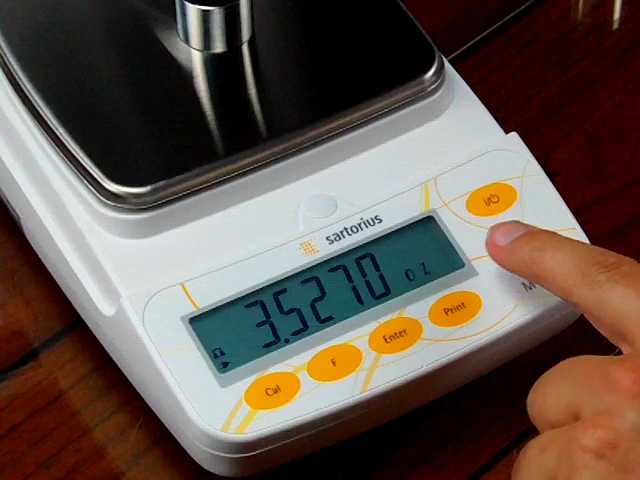 I/⏻
sartorius
3.5270 oz
Cal
F
Enter
Print